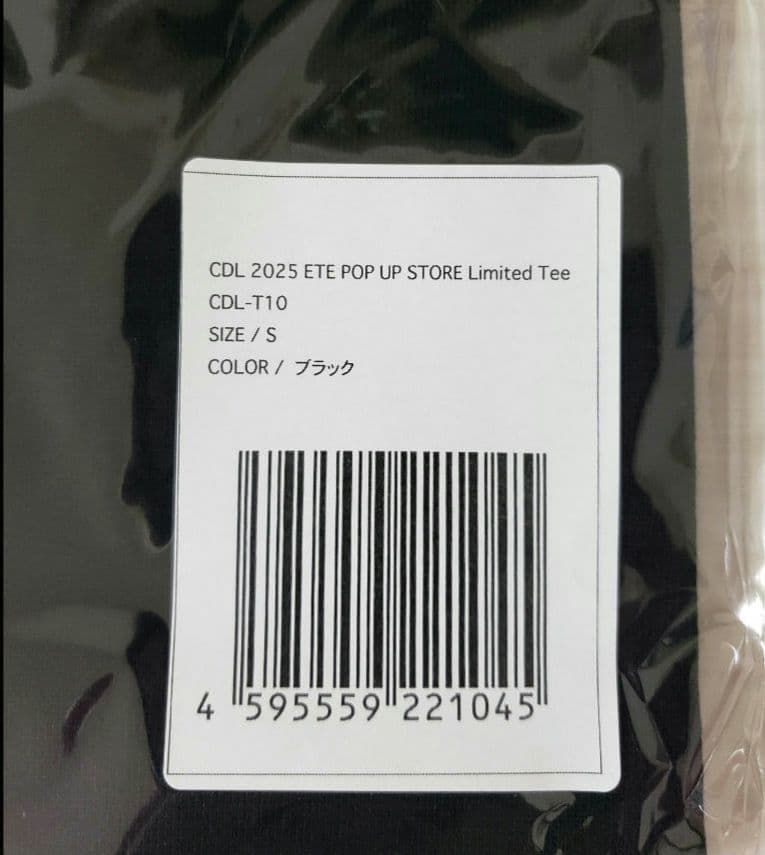 CDL 2025 ETE POP UP STORE Limited Tee
CDL-T10
SIZE / S
COLOR / ブラック
4 595559 221045